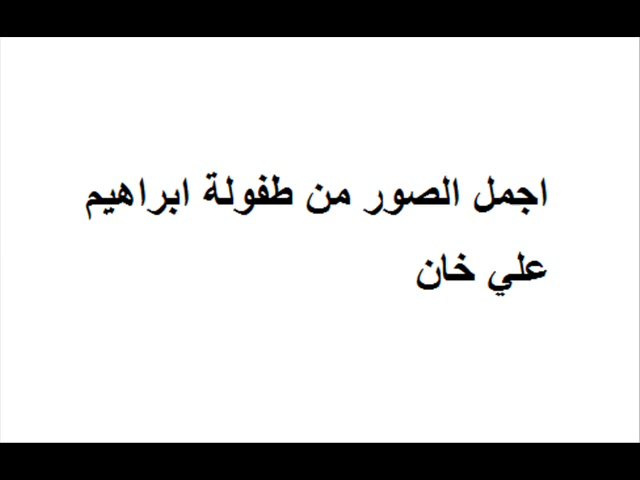 اجمل الصور من طفولة ابراهيم
علي خان